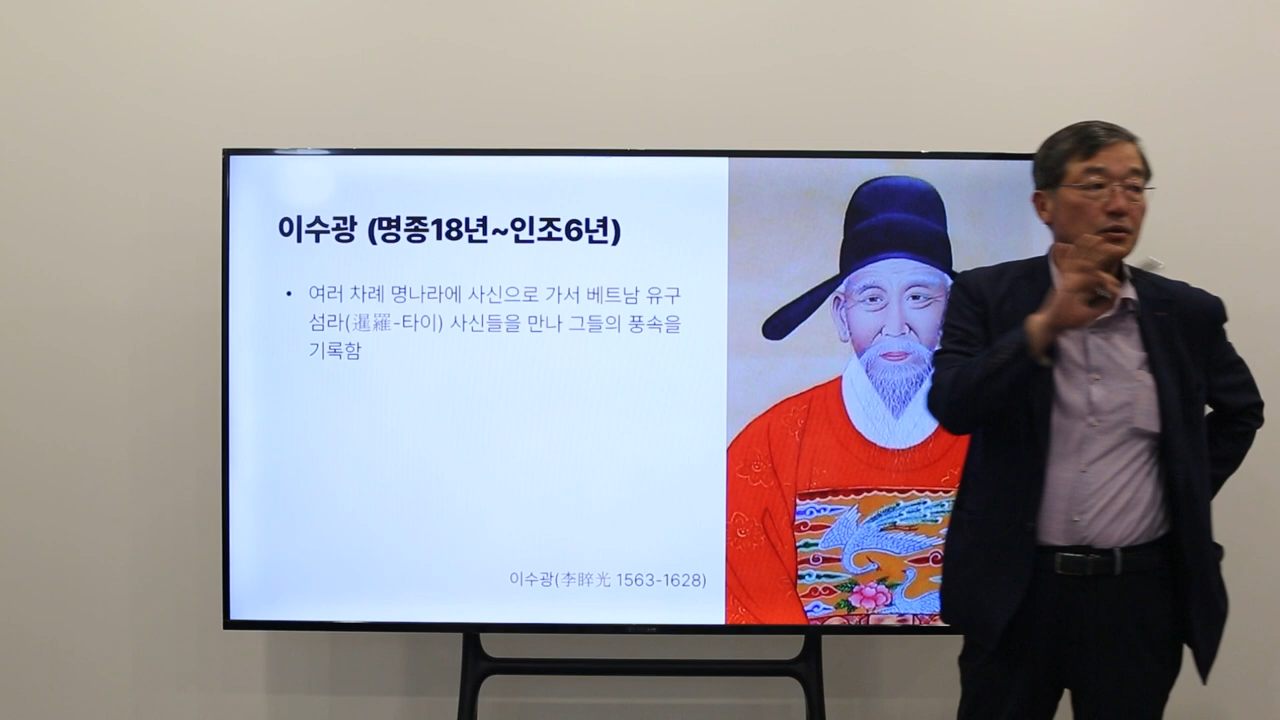 이수광 (명종18년~인조6년)
• 여러 차례 명나라에 사신으로 가서 베트남 유구
섬라(暹羅-타이) 사신들을 만나 그들의 풍속을
기록함
이수광(李睟光 1563-1628)